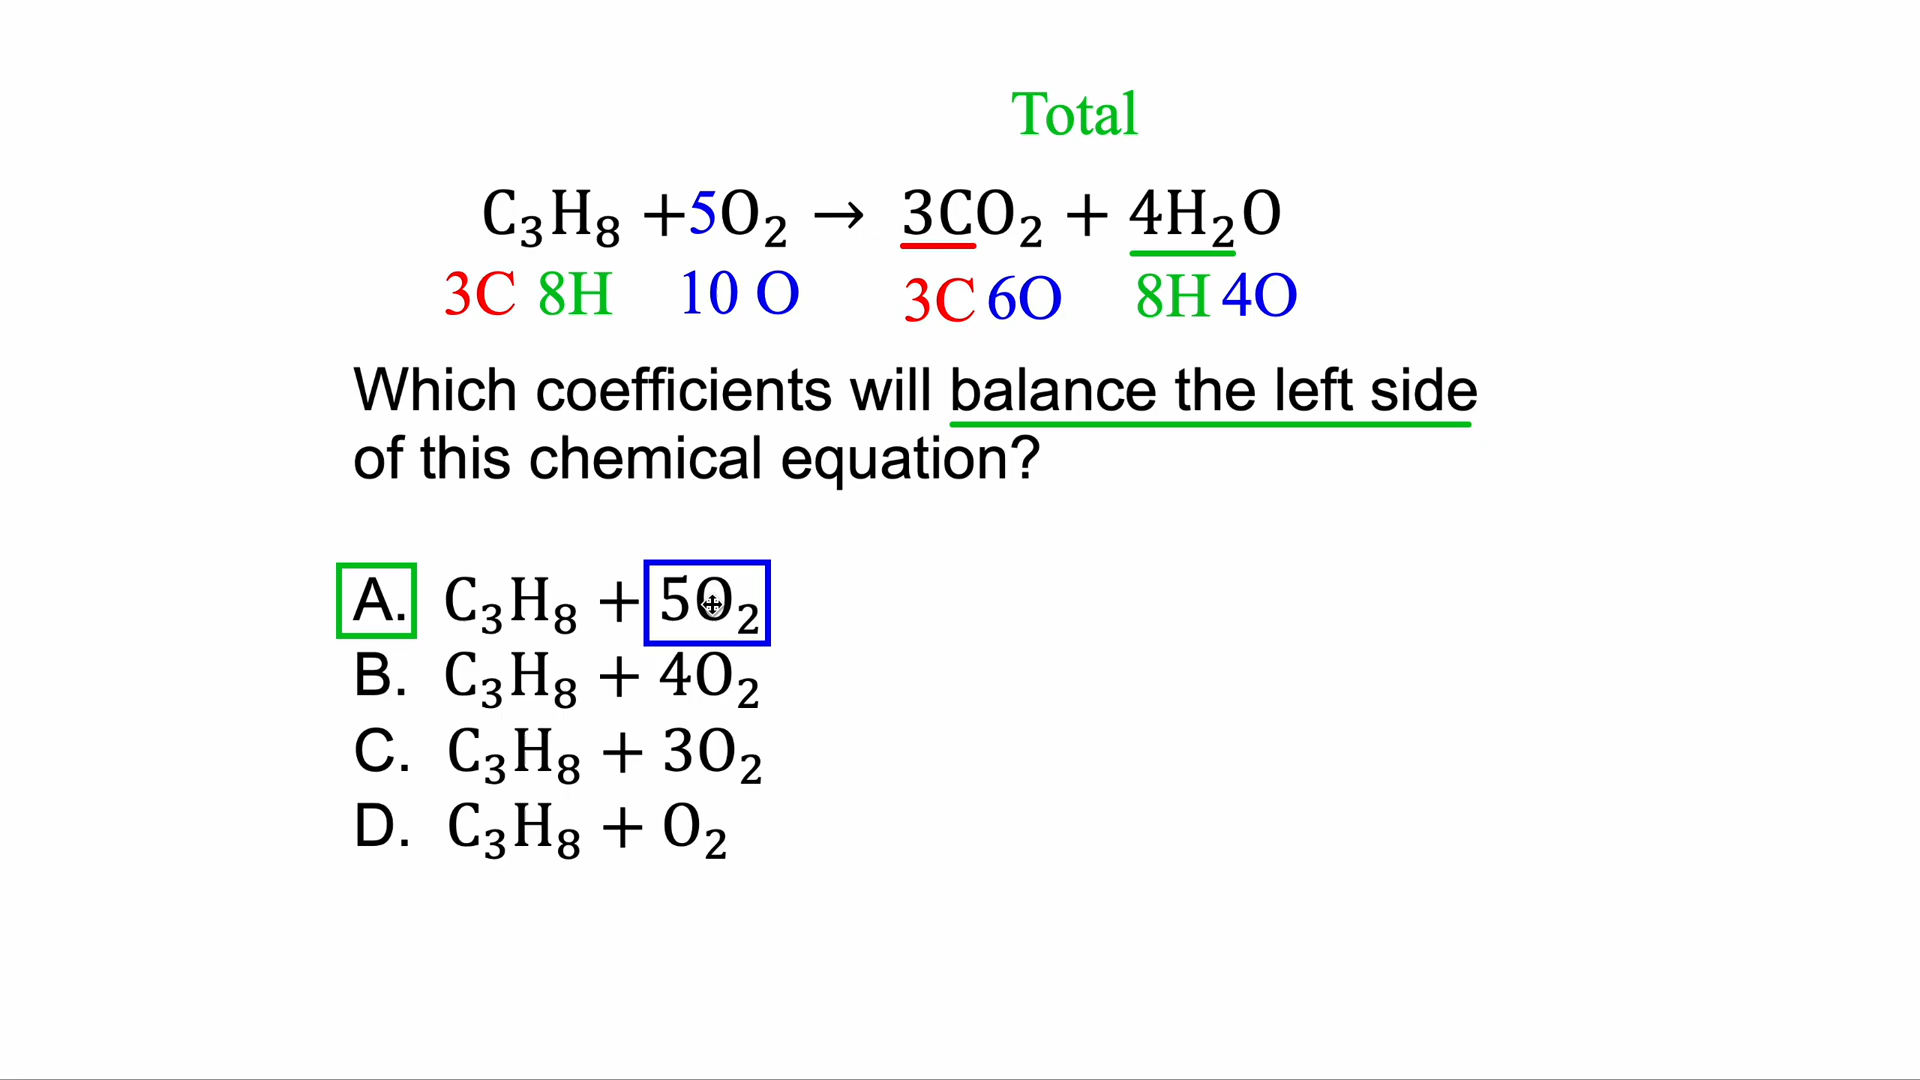 Total
C₃H₈ +5O₂ → 3CO₂ + 4H₂O
3C 8H 10 O 3C 6O 8H 4O
Which coefficients will balance the left side
of this chemical equation?
A. C₃H₈ + 5O₂
B. C₃H₈ + 4O₂
C. C₃H₈ + 3O₂
D. C₃H₈ + O₂